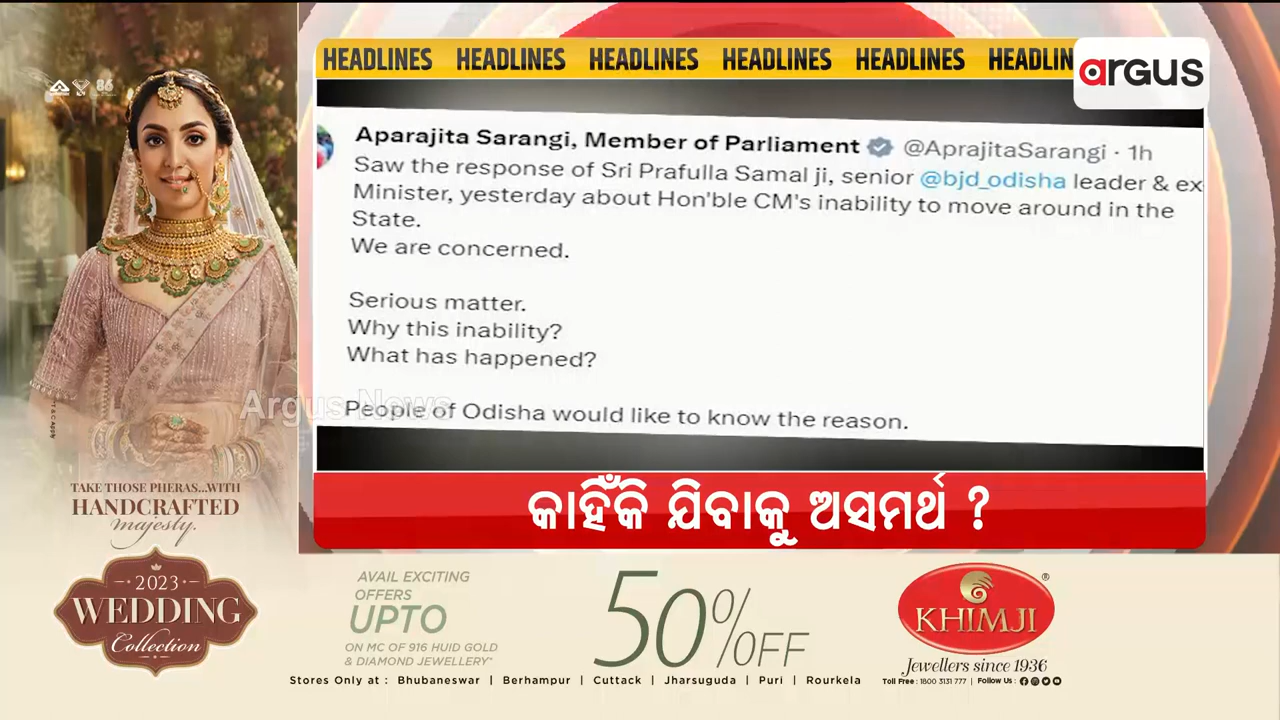 HEADLINES HEADLINES HEADLINES HEADLINES HEADLINES HEADLIN
argus
Aparajita Sarangi, Member of Parliament @AprajitaSarangi · 1h
Saw the response of Sri Prafulla Samal ji, senior @bjd_odisha leader & ex
Minister, yesterday about Hon'ble CM's inability to move around in the
State.
We are concerned.
Serious matter.
Why this inability?
What has happened?
People of Odisha would like to know the reason.
Argus News
କାହିଁକି ଯିବାକୁ ଅସମର୍ଥ ?
86
T & C Apply
TAKE THOSE PHERAS...WITH
HANDCRAFTED
majesty.
2023
WEDDING
Collection
AVAIL EXCITING
OFFERS
UPTO
ON MC OF 916 HUID GOLD
& DIAMOND JEWELLERY*
50% OFF
KHIMJI
®
Jewellers since 1936
Stores Only at : Bhubaneswar | Berhampur | Cuttack | Jharsuguda | Puri | Rourkela
Toll Free : 1800 3131 777 | Follow Us :